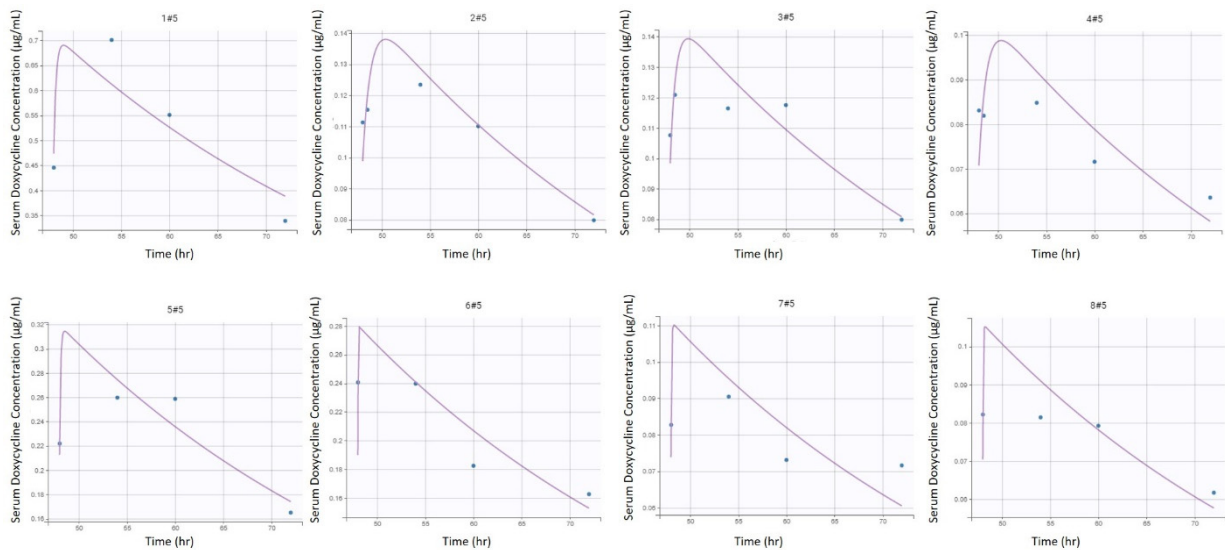 1#5
Serum Doxycycline Concentration (µg/mL)
0.7
0.65
0.6
0.55
0.5
0.45
0.4
0.35
50 55 60 65 70
Time (hr)
2#5
Serum Doxycycline Concentration (µg/mL)
0.14
0.13
0.12
0.11
0.1
0.09
0.08
50 55 60 65 70
Time (hr)
3#5
Serum Doxycycline Concentration (µg/mL)
0.14
0.13
0.12
0.11
0.1
0.09
0.08
50 55 60 65 70
Time (hr)
4#5
Serum Doxycycline Concentration (µg/mL)
0.1
0.09
0.08
0.07
0.06
50 55 60 65 70
Time (hr)
5#5
Serum Doxycycline Concentration (µg/mL)
0.32
0.3
0.28
0.26
0.24
0.22
0.2
0.18
0.16
50 55 60 65 70
Time (hr)
6#5
Serum Doxycycline Concentration (µg/mL)
0.28
0.26
0.24
0.22
0.2
0.18
0.16
50 55 60 65 70
Time (hr)
7#5
Serum Doxycycline Concentration (µg/mL)
0.11
0.1
0.09
0.08
0.07
0.06
50 55 60 65 70
Time (hr)
8#5
Serum Doxycycline Concentration (µg/mL)
0.1
0.09
0.08
0.07
0.06
50 55 60 65 70
Time (hr)